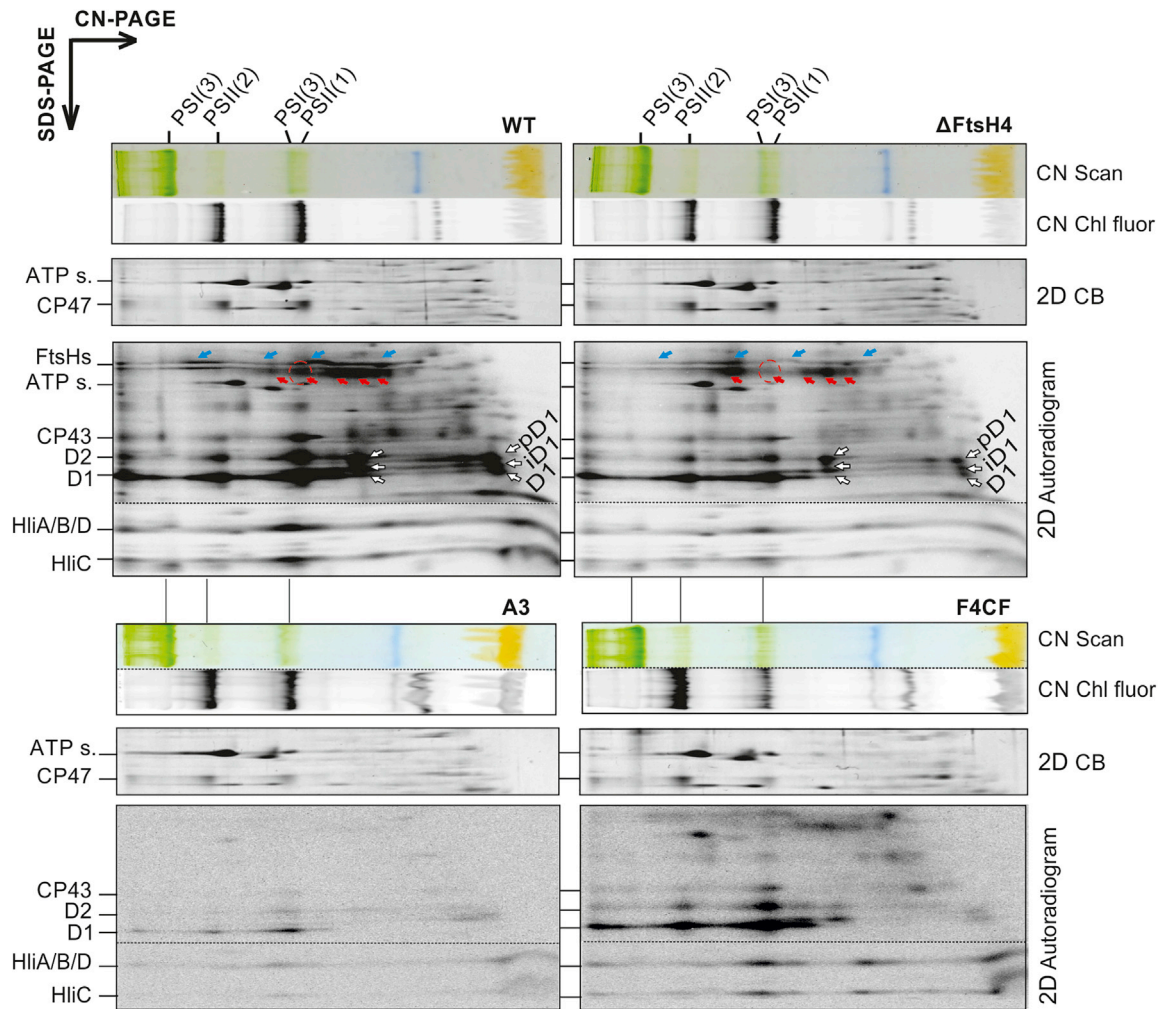 CN-PAGE
SDS-PAGE
PSI(3) PSII(2) PSI(3) PSII(1) PSI(3) PSII(2) PSI(3) PSII(1)
WT ΔFtsH4
CN Scan
CN Chl fluor
ATP s.
CP47
2D CB
FtsHs
ATP s.
CP43
D2
D1
pD1 iD1 D1 pD1 iD1 D1
2D Autoradiogram
HliA/B/D
HliC
A3 F4CF
CN Scan
CN Chl fluor
ATP s.
CP47
2D CB
CP43
D2
D1
HliA/B/D
HliC
2D Autoradiogram